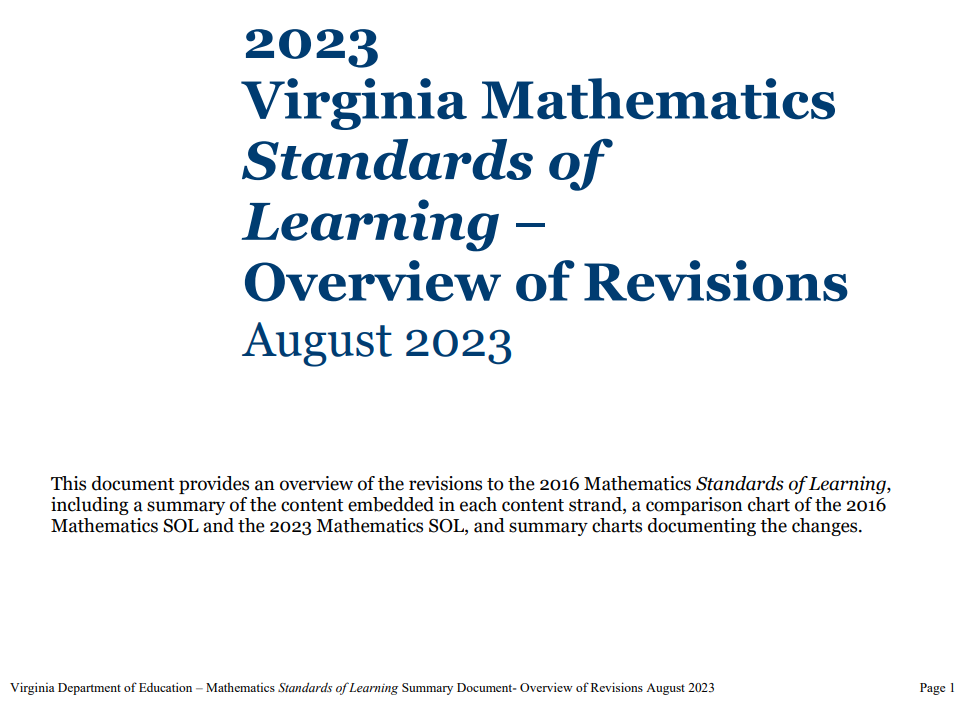 2023
Virginia Mathematics
Standards of
Learning –
Overview of Revisions
August 2023
This document provides an overview of the revisions to the 2016 Mathematics Standards of Learning,
including a summary of the content embedded in each content strand, a comparison chart of the 2016
Mathematics SOL and the 2023 Mathematics SOL, and summary charts documenting the changes.
Virginia Department of Education – Mathematics Standards of Learning Summary Document- Overview of Revisions August 2023 Page 1